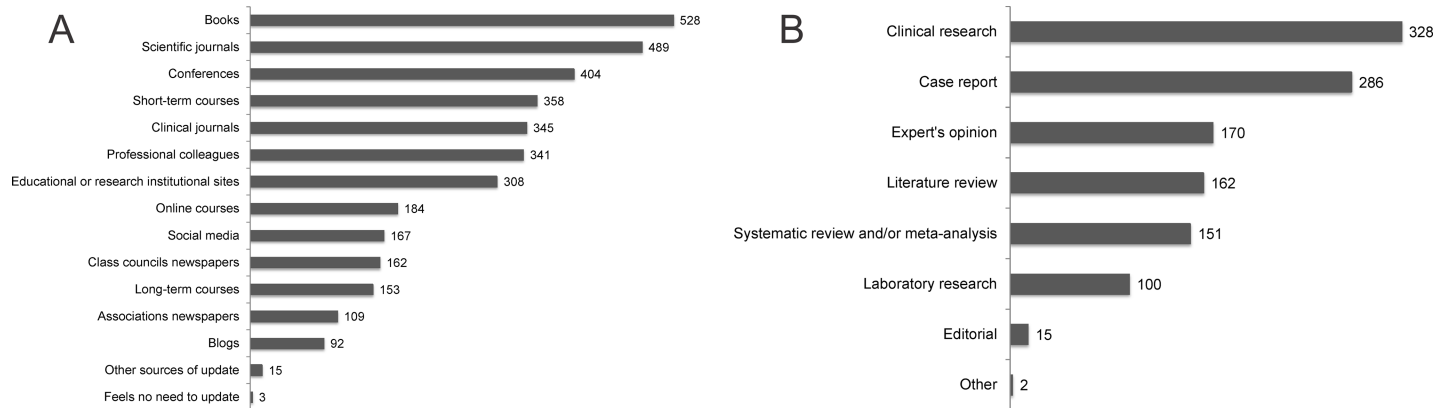 A
Books 528
Scientific journals 489
Conferences 404
Short-term courses 358
Clinical journals 345
Professional colleagues 341
Educational or research institutional sites 308
Online courses 184
Social media 167
Class councils newspapers 162
Long-term courses 153
Associations newspapers 109
Blogs 92
Other sources of update 15
Feels no need to update 3
B
Clinical research 328
Case report 286
Expert's opinion 170
Literature review 162
Systematic review and/or meta-analysis 151
Laboratory research 100
Editorial 15
Other 2